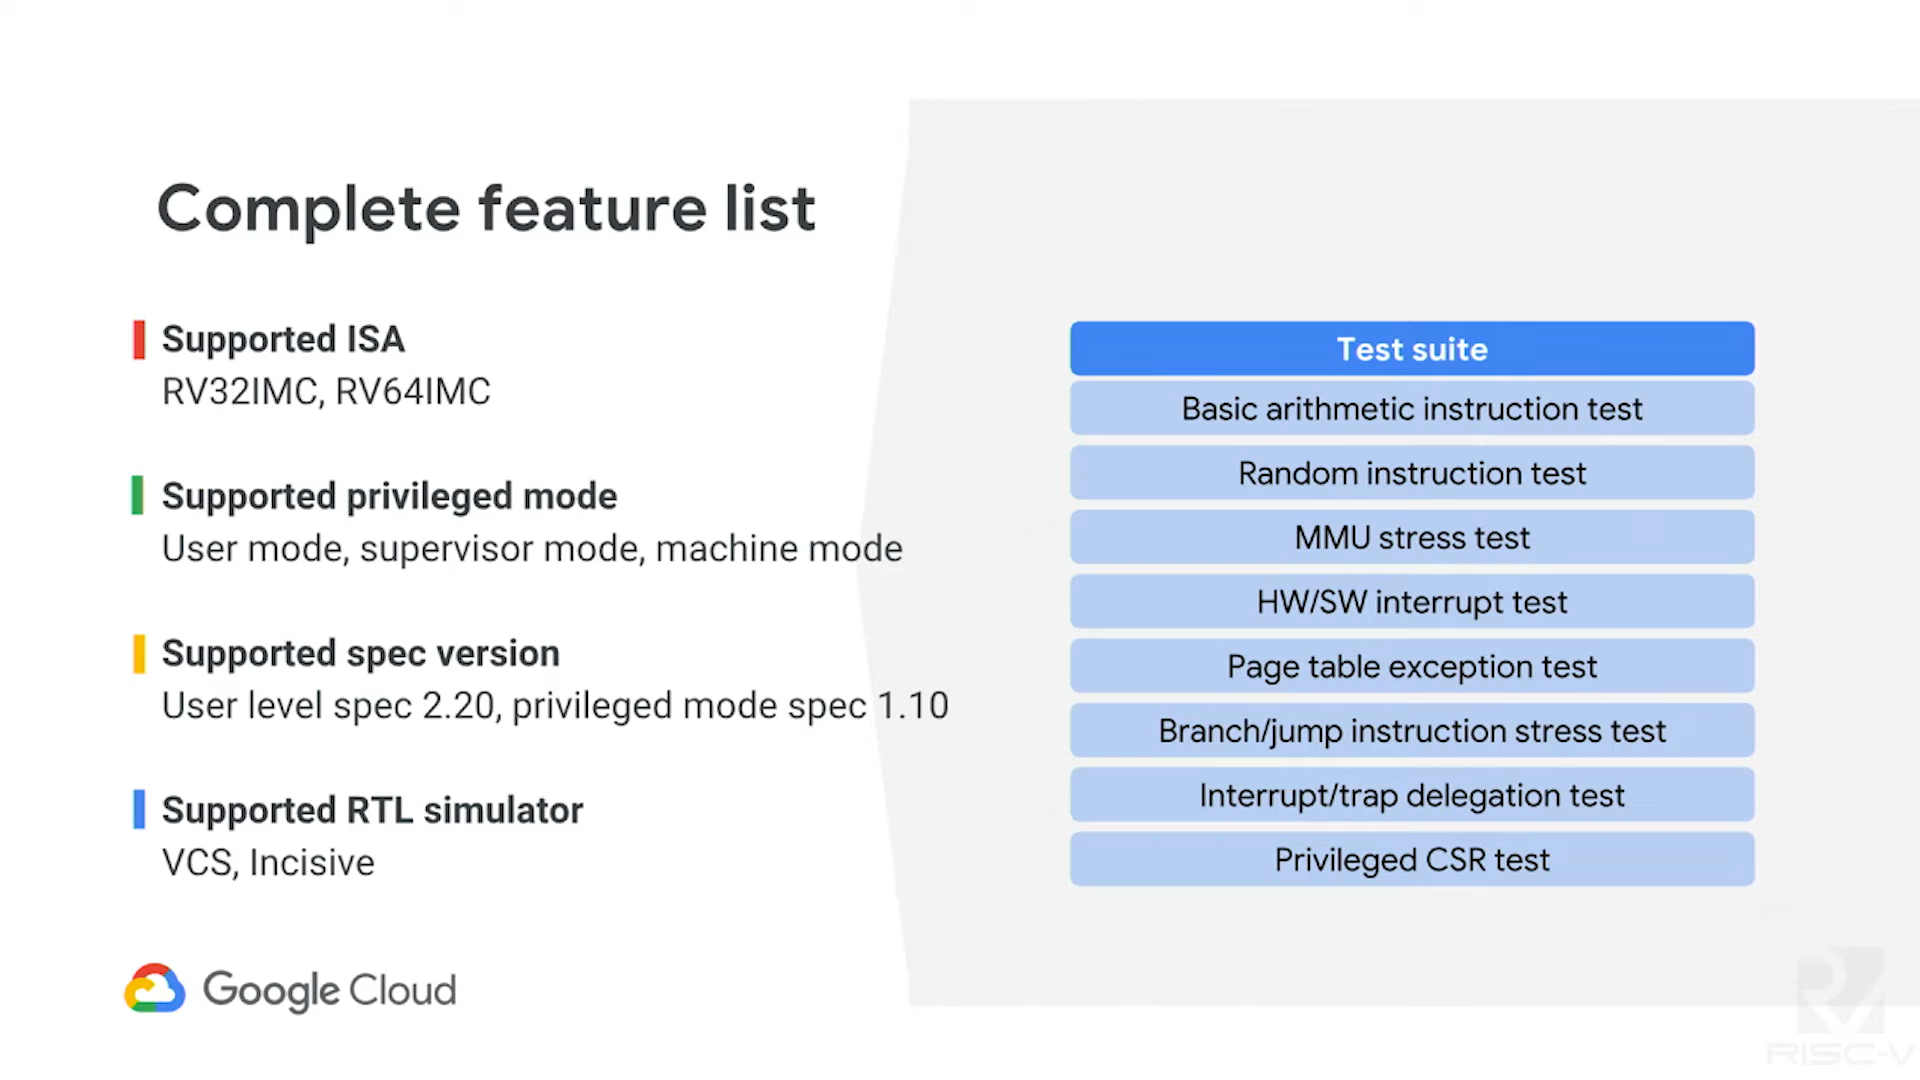 Complete feature list
Supported ISA
RV32IMC, RV64IMC
Supported privileged mode
User mode, supervisor mode, machine mode
Supported spec version
User level spec 2.20, privileged mode spec 1.10
Supported RTL simulator
VCS, Incisive
Test suite
Basic arithmetic instruction test
Random instruction test
MMU stress test
HW/SW interrupt test
Page table exception test
Branch/jump instruction stress test
Interrupt/trap delegation test
Privileged CSR test
Google Cloud
RISC-V